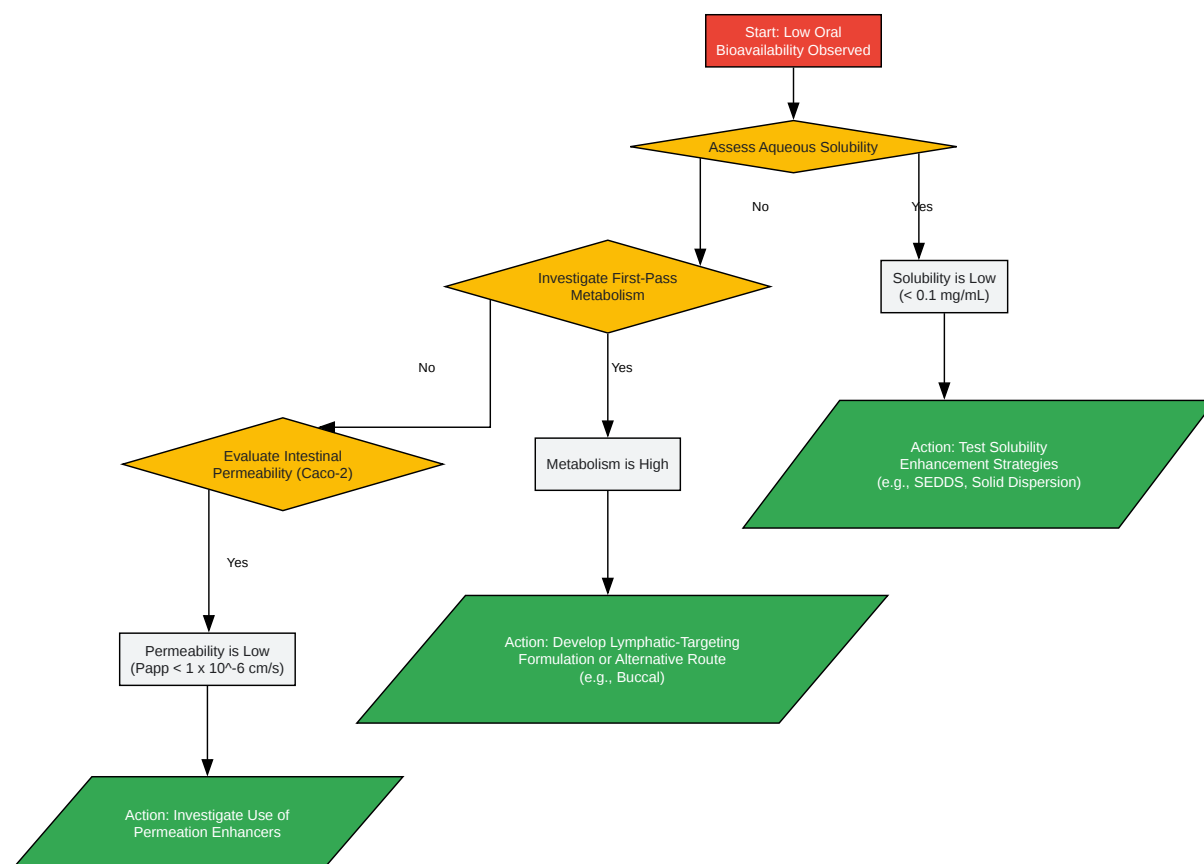 Start: Low Oral
Bioavailability Observed
Assess Aqueous Solubility
No
Yes
Investigate First-Pass
Metabolism
Solubility is Low
(< 0.1 mg/mL)
No
Yes
Evaluate Intestinal
Permeability (Caco-2)
Metabolism is High
Action: Test Solubility
Enhancement Strategies
(e.g., SEDDS, Solid Dispersion)
Yes
Permeability is Low
(Papp < 1 x 10^-6 cm/s)
Action: Develop Lymphatic-Targeting
Formulation or Alternative Route
(e.g., Buccal)
Action: Investigate Use of
Permeation Enhancers